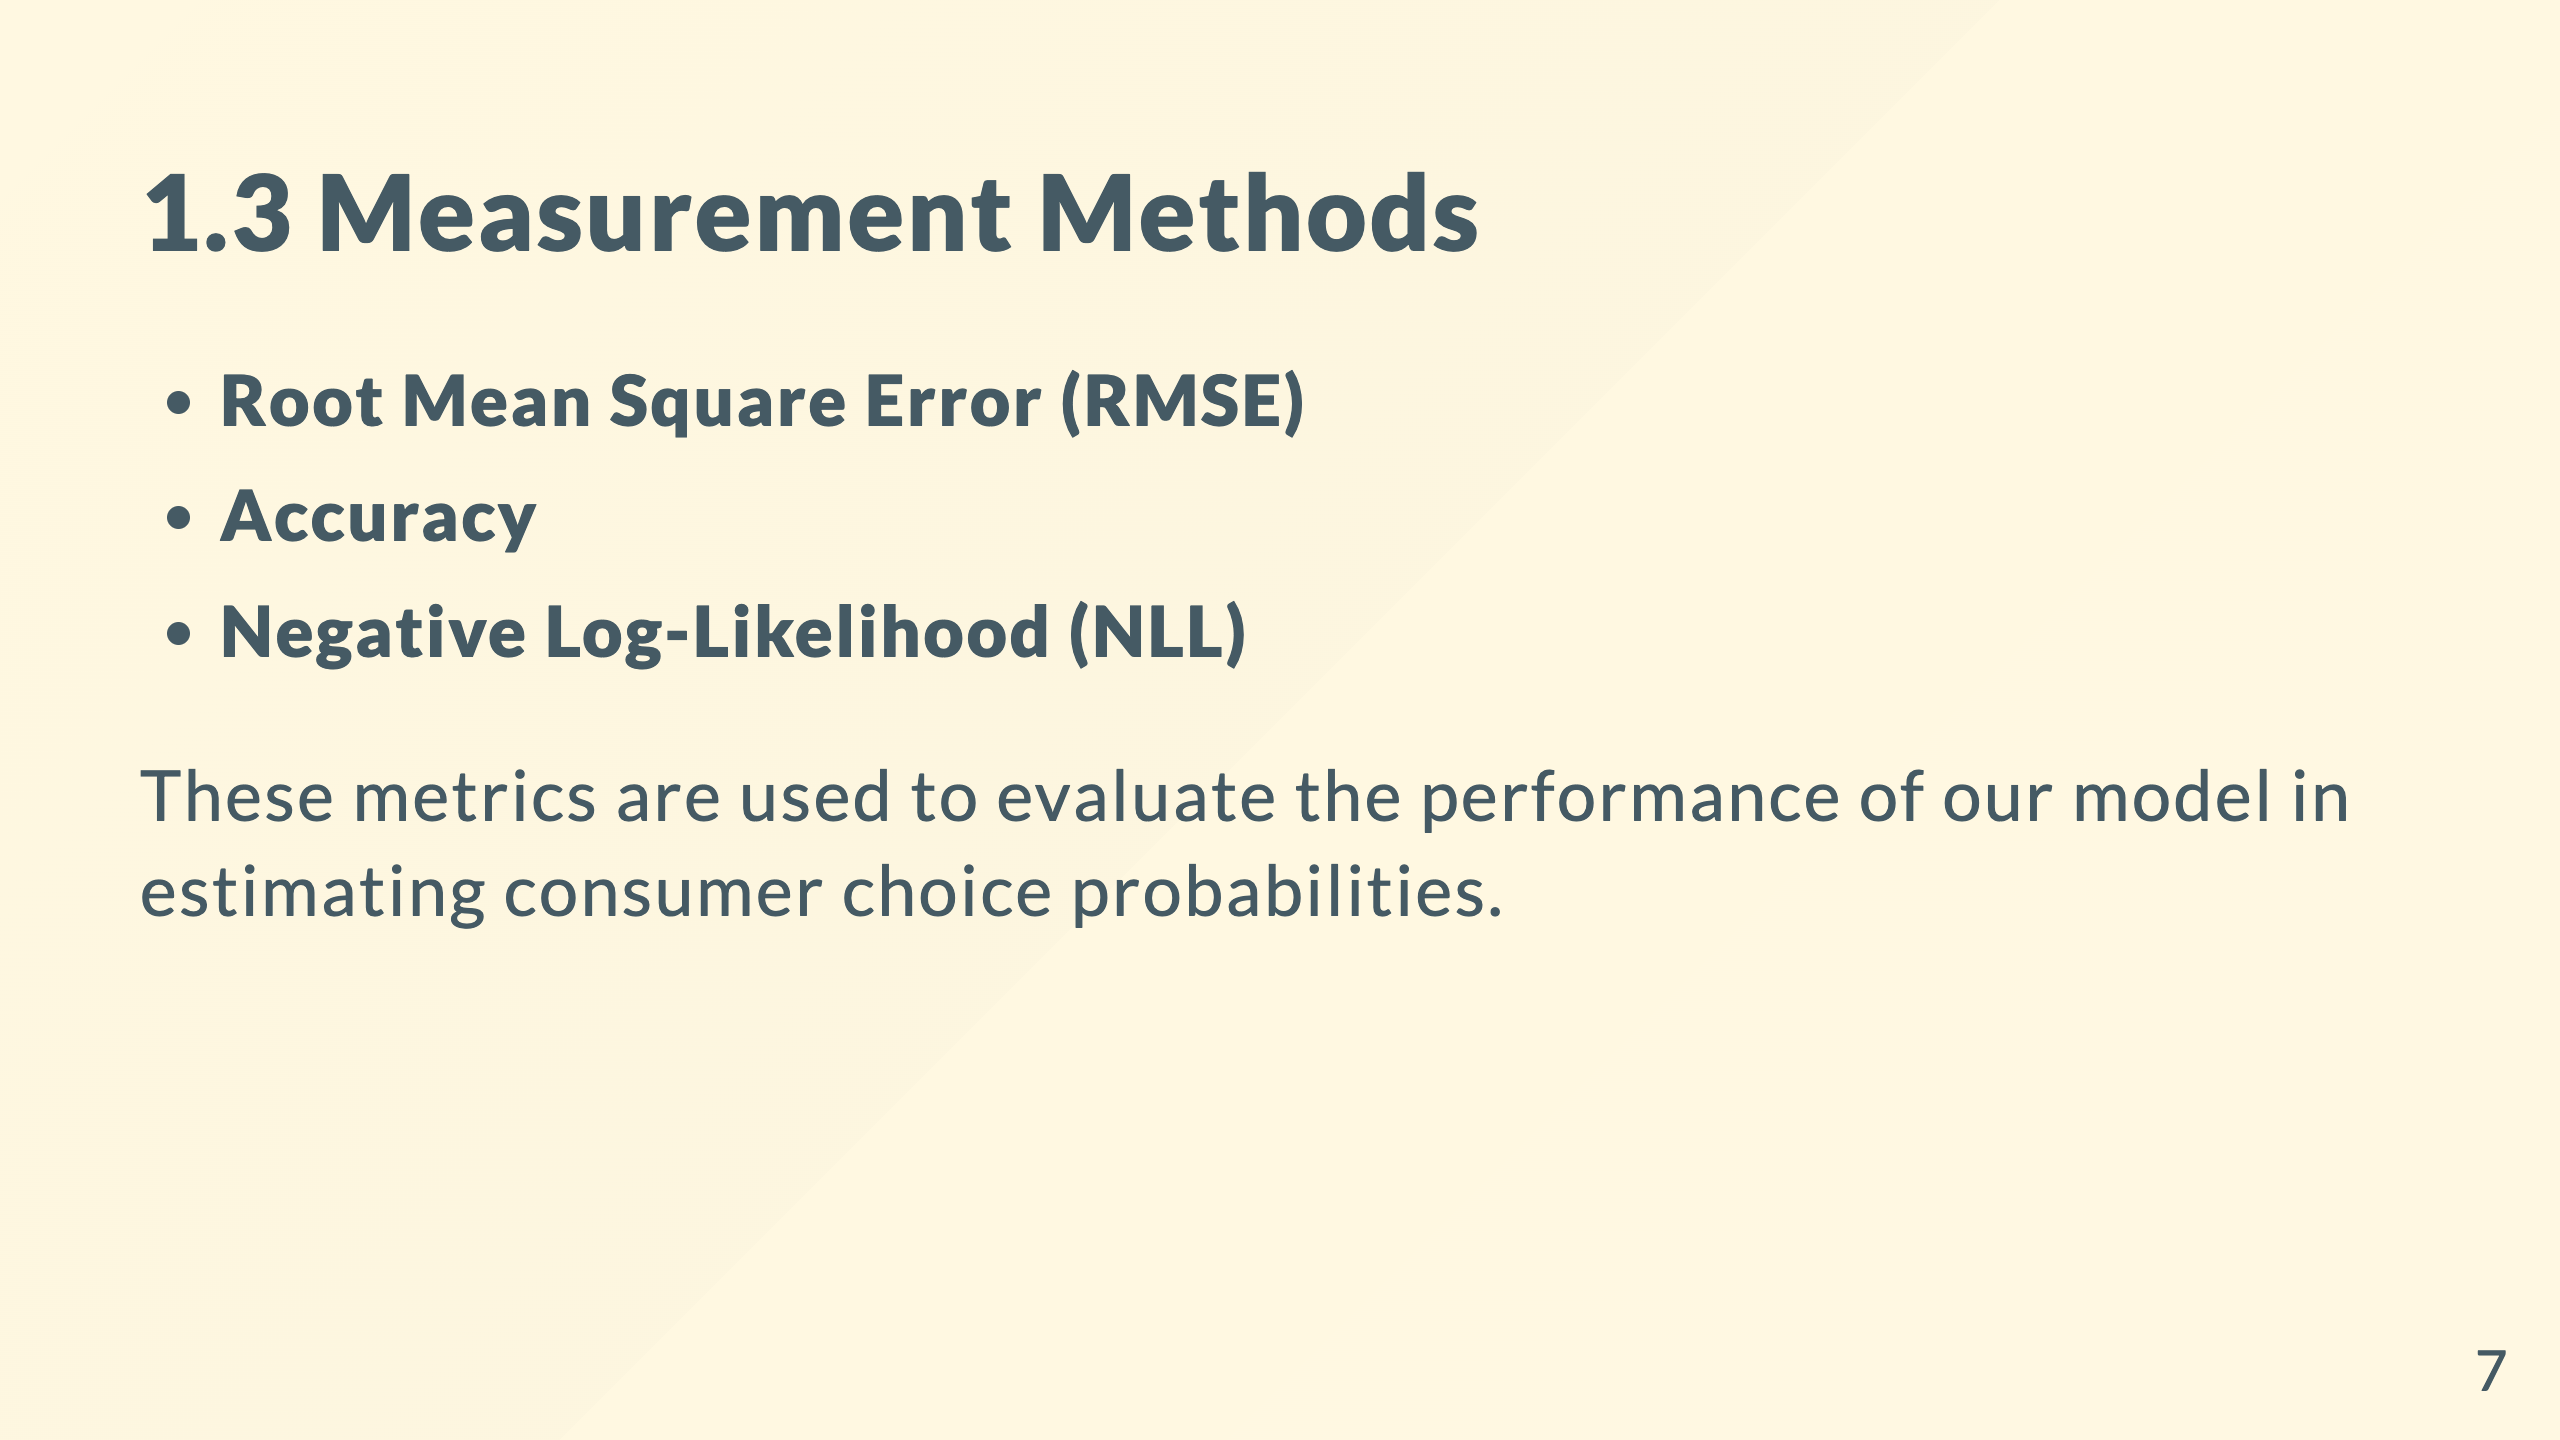 1.3 Measurement Methods
• Root Mean Square Error (RMSE)
• Accuracy
• Negative Log-Likelihood (NLL)
These metrics are used to evaluate the performance of our model in
estimating consumer choice probabilities.
7